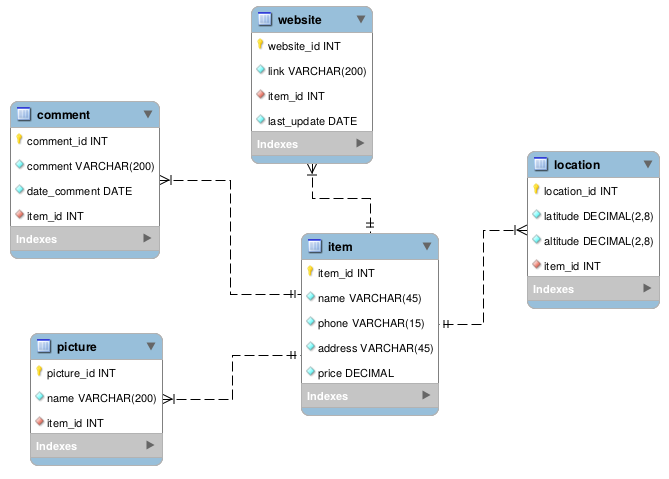 website
website_id INT
link VARCHAR(200)
item_id INT
last_update DATE
Indexes
comment
comment_id INT
comment VARCHAR(200)
date_comment DATE
item_id INT
Indexes
location
location_id INT
latitude DECIMAL(2,8)
altitude DECIMAL(2,8)
item_id INT
Indexes
item
item_id INT
name VARCHAR(45)
phone VARCHAR(15)
address VARCHAR(45)
price DECIMAL
Indexes
picture
picture_id INT
name VARCHAR(200)
item_id INT
Indexes